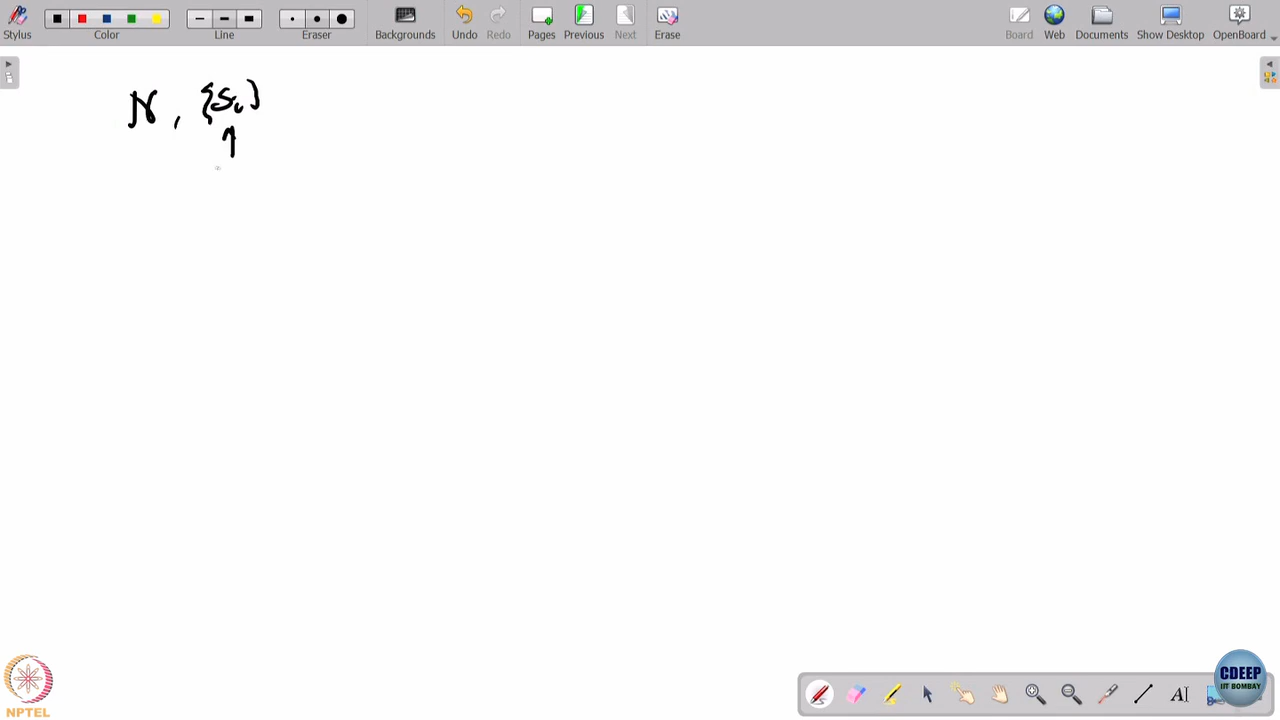 Stylus Color Line Eraser Backgrounds Undo Redo Pages Previous Next Erase Board Web Documents Show Desktop OpenBoard
N, {Si}
↑
CDEEP
IIT BOMBAY
NPTEL